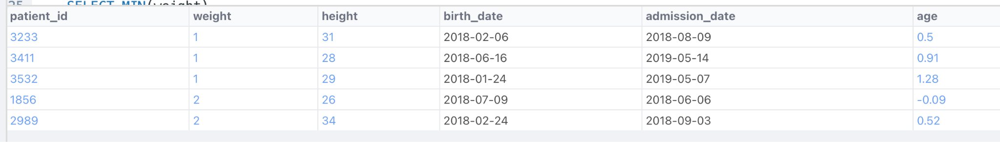 25 SELECT MIN(weight)
patient_id weight height birth_date admission_date age
3233 1 31 2018-02-06 2018-08-09 0.5
3411 1 28 2018-06-16 2019-05-14 0.91
3532 1 29 2018-01-24 2019-05-07 1.28
1856 2 26 2018-07-09 2018-06-06 -0.09
2989 2 34 2018-02-24 2018-09-03 0.52